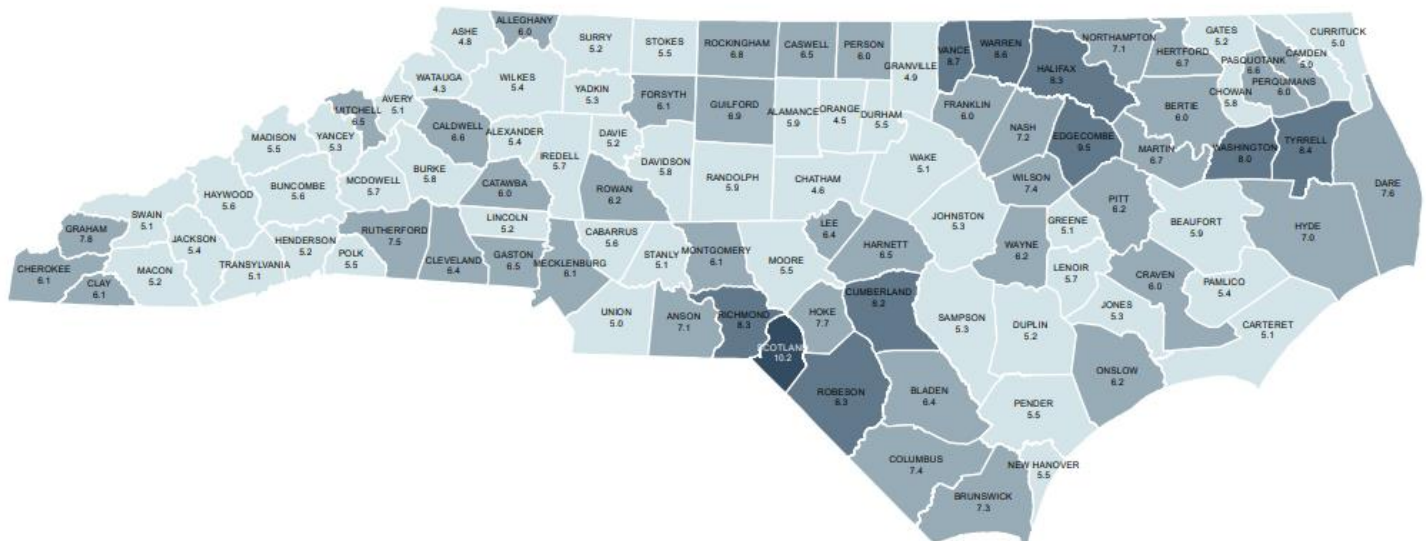 ALLEGHANY
6.0
ASHE
4.8
SURRY
5.2
STOKES
5.5
ROCKINGHAM
6.8
CASWELL
6.5
PERSON
6.0
GRANVILLE
4.9
VANCE
8.7
WARREN
8.6
HALIFAX
8.3
NORTHAMPTON
7.1
HERTFORD
6.7
GATES
5.2
CURRITUCK
5.0
CAMDEN
5.0
PASQUOTANK
6.6
PERQUIMANS
6.0
CHOWAN
5.8
WATAUGA
4.3
WILKES
5.4
YADKIN
5.3
FORSYTH
6.1
GUILFORD
6.9
ALAMANCE
5.9
ORANGE
4.5
DURHAM
5.5
FRANKLIN
6.0
NASH
7.2
EDGECOMBE
9.5
MARTIN
6.7
BERTIE
6.0
WASHINGTON
8.0
TYRRELL
8.4
DARE
7.6
MITCHELL
6.5
AVERY
5.1
CALDWELL
6.6
ALEXANDER
5.4
IREDELL
5.7
DAVIE
5.2
DAVIDSON
5.8
RANDOLPH
5.9
CHATHAM
4.6
WAKE
5.1
WILSON
7.4
PITT
6.2
BEAUFORT
5.9
HYDE
7.0
MADISON
5.5
YANCEY
5.3
MCDOWELL
5.7
BURKE
5.8
CATAWBA
6.0
ROWAN
6.2
HAYWOOD
5.6
BUNCOMBE
5.6
SWAIN
5.1
GRAHAM
7.8
JACKSON
5.4
HENDERSON
5.2
POLK
5.5
RUTHERFORD
7.5
CLEVELAND
6.4
LINCOLN
5.2
GASTON
6.5
MECKLENBURG
6.1
CABARRUS
5.6
STANLY
5.1
MONTGOMERY
6.1
MOORE
5.5
LEE
6.4
HARNETT
6.5
JOHNSTON
5.3
WAYNE
6.2
GREENE
5.1
LENOIR
5.7
CRAVEN
6.0
PAMLICO
5.4
JONES
5.3
CARTERET
5.1
CHEROKEE
6.1
CLAY
6.1
MACON
5.2
TRANSYLVANIA
5.1
UNION
5.0
ANSON
7.1
RICHMOND
8.3
SCOTLAND
10.2
HOKE
7.7
CUMBERLAND
8.2
SAMPSON
5.3
DUPLIN
5.2
ONSLOW
6.2
ROBESON
8.3
BLADEN
6.4
PENDER
5.5
COLUMBUS
7.4
NEW HANOVER
5.5
BRUNSWICK
7.3